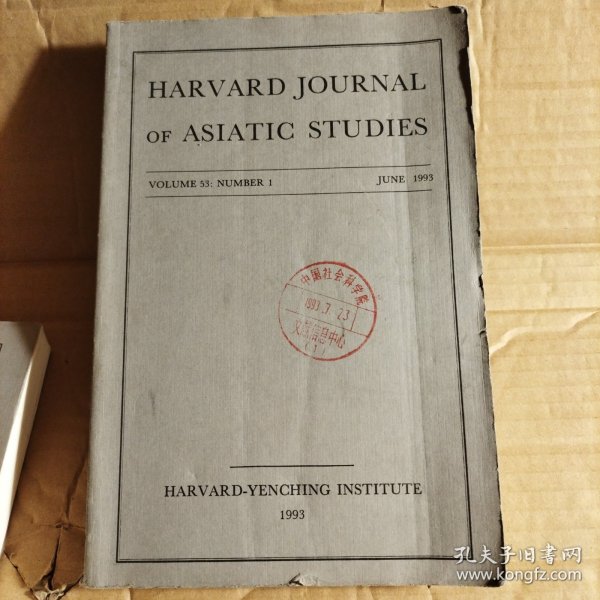 HARVARD JOURNAL
OF ASIATIC STUDIES
VOLUME 53: NUMBER 1 JUNE 1993
中国社会科学院
1993.7.23
文献信息中心
(1)
HARVARD-YENCHING INSTITUTE
1993
孔夫子旧书网
www.kongfz.com